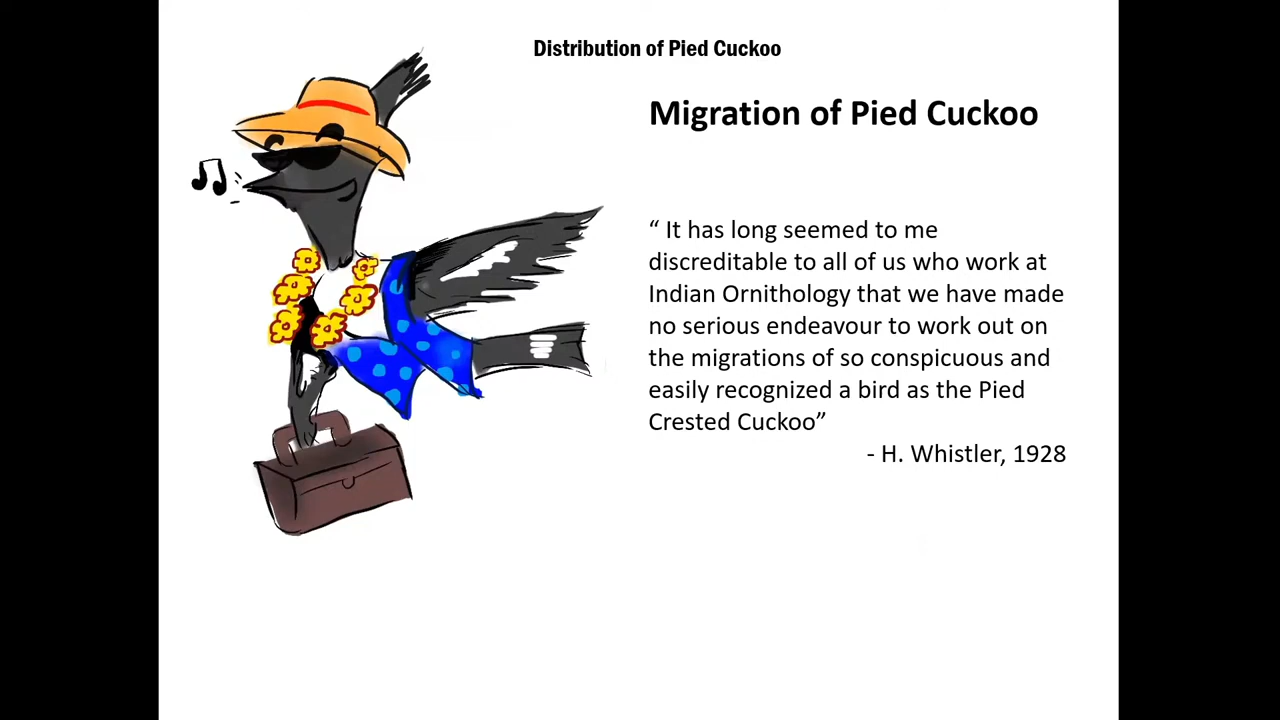 Distribution of Pied Cuckoo
Migration of Pied Cuckoo
“ It has long seemed to me
discreditable to all of us who work at
Indian Ornithology that we have made
no serious endeavour to work out on
the migrations of so conspicuous and
easily recognized a bird as the Pied
Crested Cuckoo”
- H. Whistler, 1928